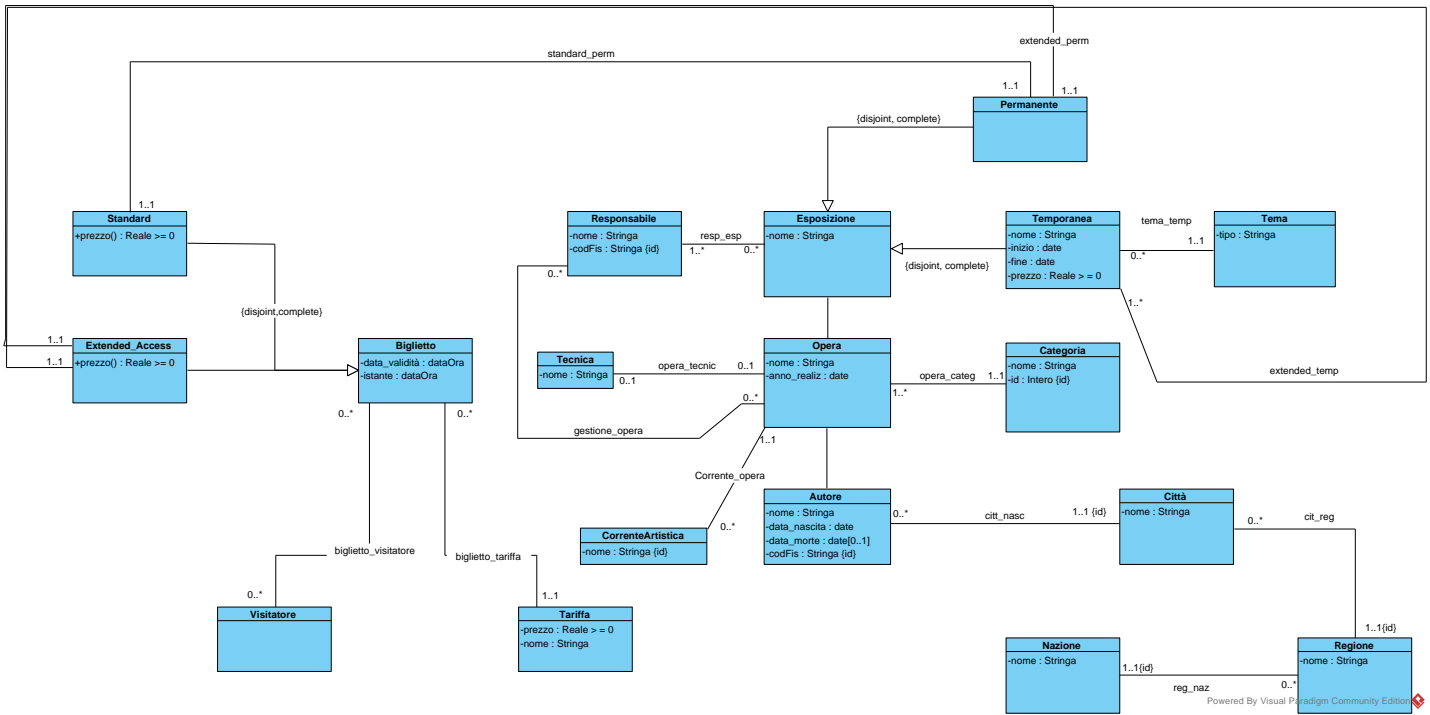 extended_perm
standard_perm
1..1
1..1
Permanente
{disjoint, complete}
1..1
Standard
+prezzo() : Reale >= 0
Responsabile
-nome : Stringa
-codFis : Stringa {id}
resp_esp
1..*
0..*
0..*
Esposizione
-nome : Stringa
Temporanea
-nome : Stringa
-inizio : date
-fine : date
-prezzo : Reale > = 0
{disjoint, complete}
tema_temp
1..1
0..*
Tema
-tipo : Stringa
1..*
{disjoint,complete}
1..1
1..1
Extended_Access
+prezzo() : Reale >= 0
Biglietto
-data_validità : dataOra
-istante : dataOra
0..*
0..*
Tecnica
-nome : Stringa
opera_tecnic
0..1
0..1
0..*
Opera
-nome : Stringa
-anno_realiz : date
opera_categ
1..1
1..*
Categoria
-nome : Stringa
-id : Intero {id}
extended_temp
gestione_opera
1..1
Corrente_opera
0..*
CorrenteArtistica
-nome : Stringa {id}
Autore
-nome : Stringa
-data_nascita : date
-data_morte : date[0..1]
-codFis : Stringa {id}
0..*
citt_nasc
1..1 {id}
Città
-nome : Stringa
0..*
cit_reg
biglietto_visitatore
biglietto_tariffa
0..*
1..1
Visitatore
Tariffa
-prezzo : Reale > = 0
-nome : Stringa
1..1{id}
Nazione
-nome : Stringa
1..1{id}
reg_naz
0..*
Regione
-nome : Stringa
Powered By Visual Paradigm Community Edition